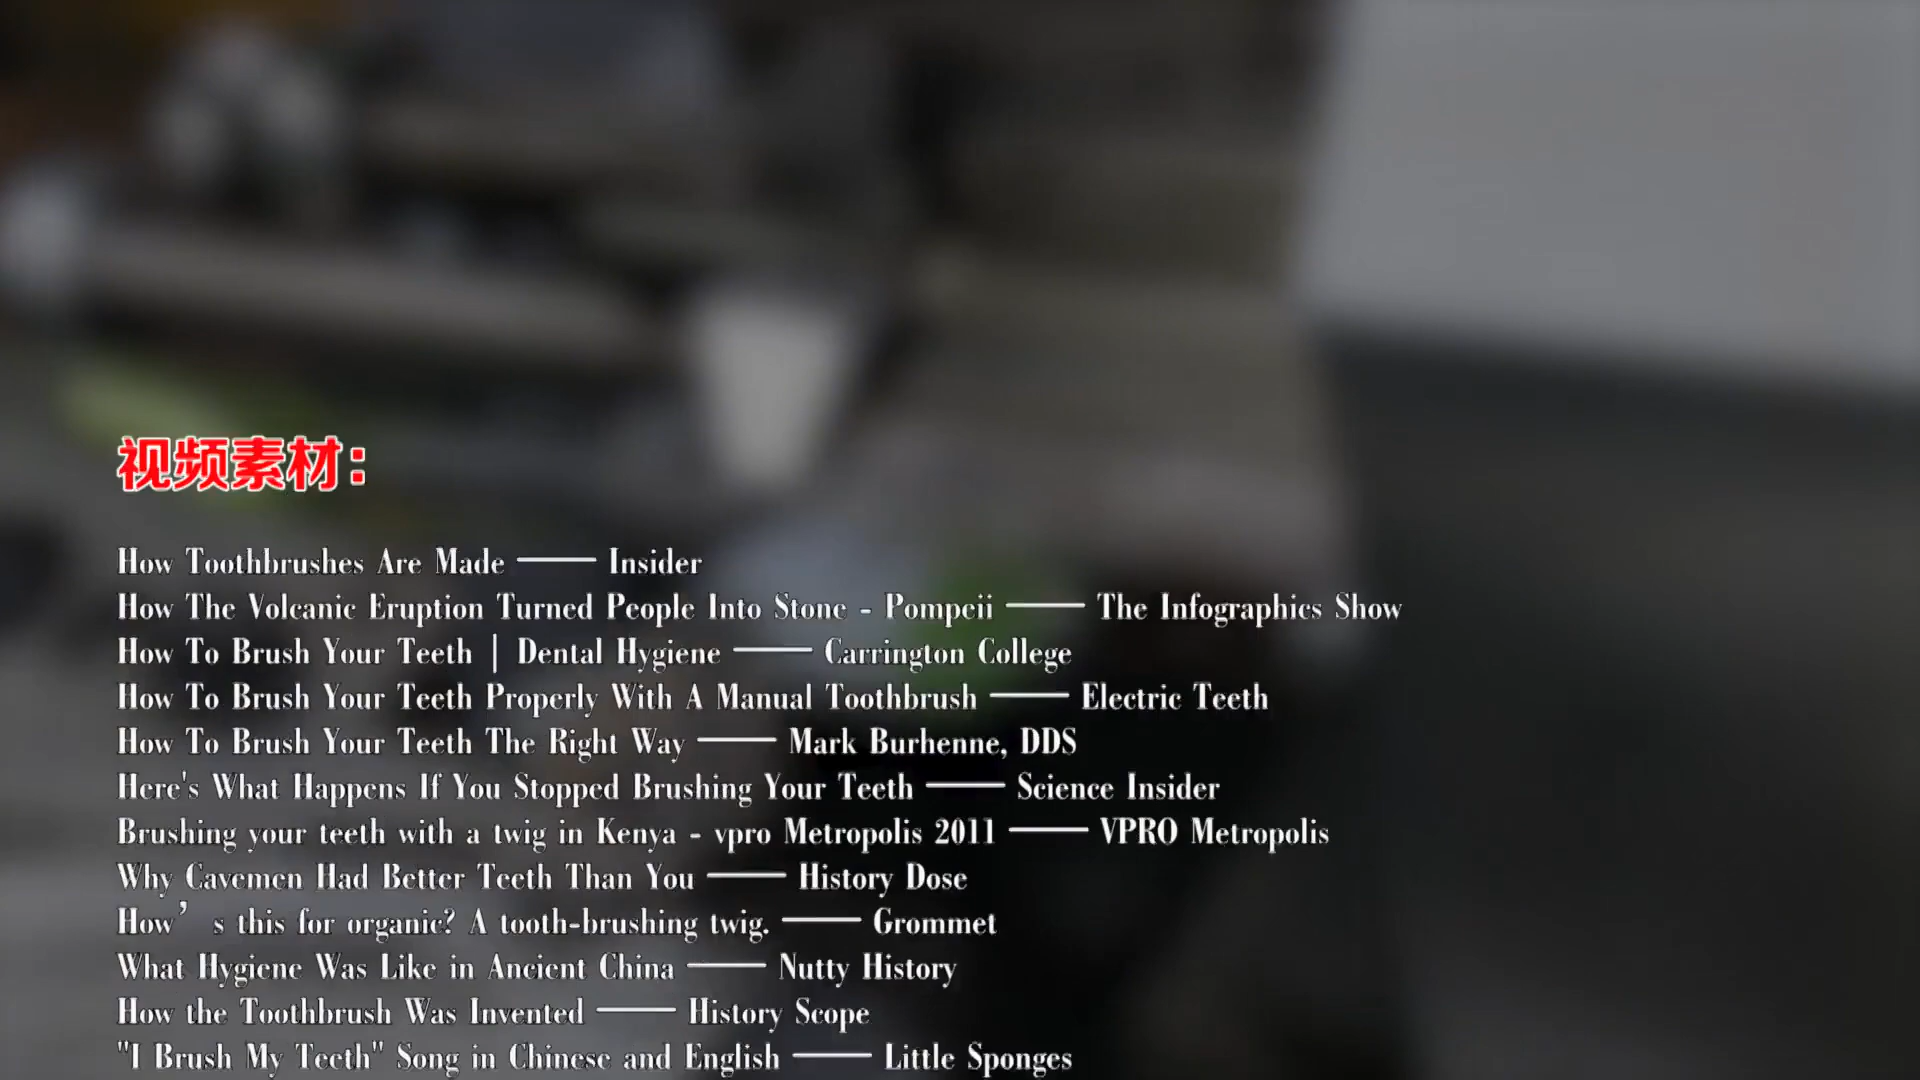 视频素材：
How Toothbrushes Are Made —— Insider
How The Volcanic Eruption Turned People Into Stone - Pompeii —— The Infographics Show
How To Brush Your Teeth | Dental Hygiene —— Carrington College
How To Brush Your Teeth Properly With A Manual Toothbrush —— Electric Teeth
How To Brush Your Teeth The Right Way —— Mark Burhenne, DDS
Here's What Happens If You Stopped Brushing Your Teeth —— Science Insider
Brushing your teeth with a twig in Kenya - vpro Metropolis 2011 —— VPRO Metropolis
Why Cavemen Had Better Teeth Than You —— History Dose
How’s this for organic? A tooth-brushing twig. —— Grommet
What Hygiene Was Like in Ancient China —— Nutty History
How the Toothbrush Was Invented —— History Scope
"I Brush My Teeth" Song in Chinese and English —— Little Sponges